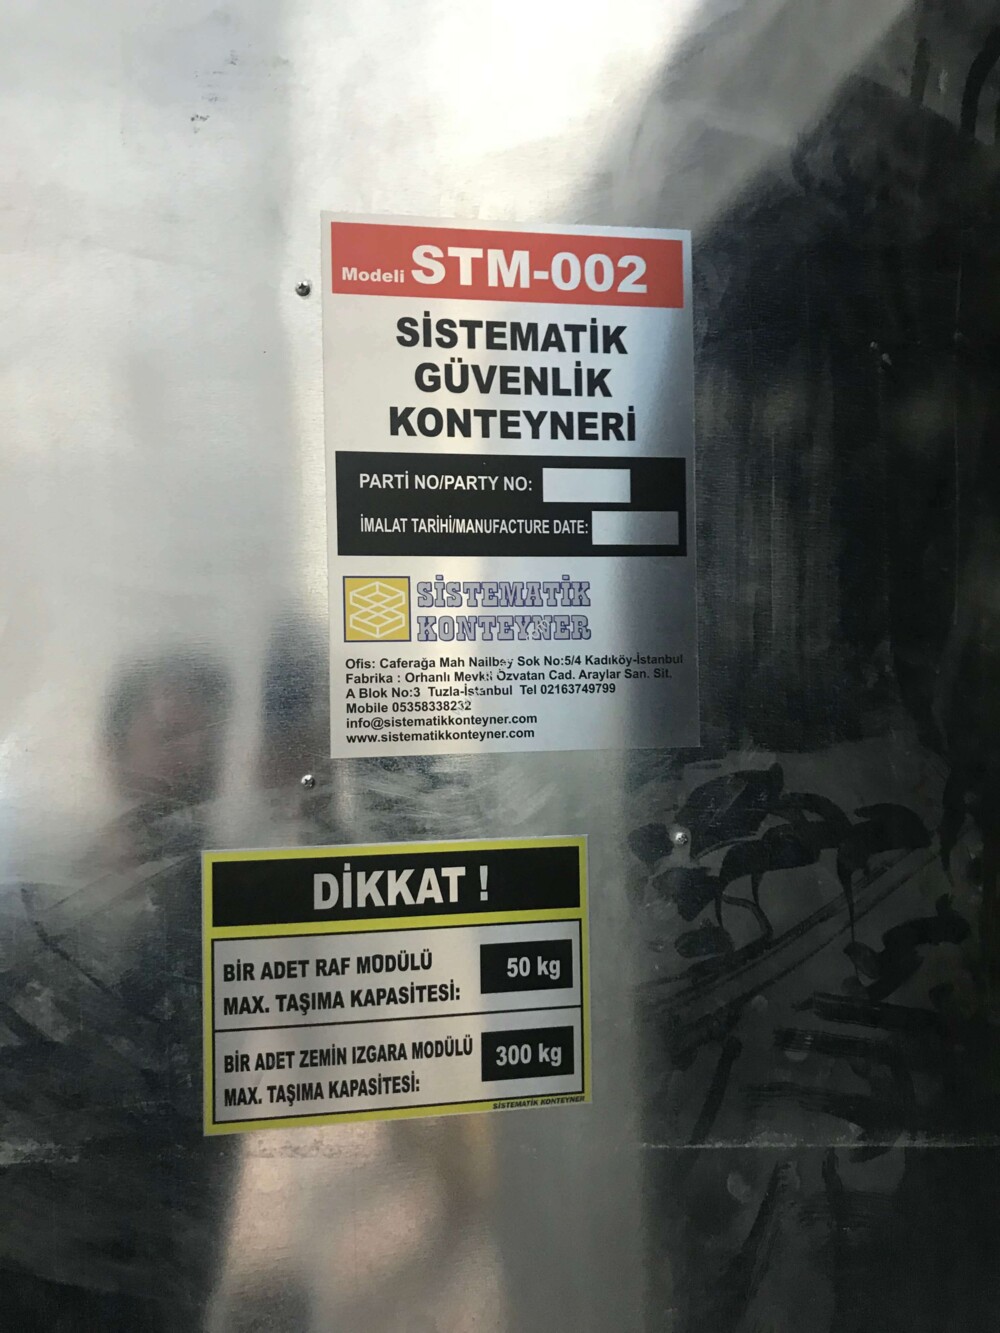 Modeli STM-002
SİSTEMATİK
GÜVENLİK
KONTEYNERİ
PARTİ NO/PARTY NO:
İMALAT TARİHİ/MANUFACTURE DATE:
SİSTEMATİK
KONTEYNER
Ofis: Caferağa Mah Nailbey Sok No:5/4 Kadıköy-İstanbul
Fabrika : Orhanlı Mevkii Özvatan Cad. Araylar San. Sit.
A Blok No:3 Tuzla-İstanbul Tel 02163749799
Mobile 05358338232
info@sistematikkonteyner.com
www.sistematikkonteyner.com
DİKKAT !
BİR ADET RAF MODÜLÜ
MAX. TAŞIMA KAPASİTESİ:
50 kg
BİR ADET ZEMİN IZGARA MODÜLÜ
MAX. TAŞIMA KAPASİTESİ:
300 kg
SİSTEMATİK KONTEYNER